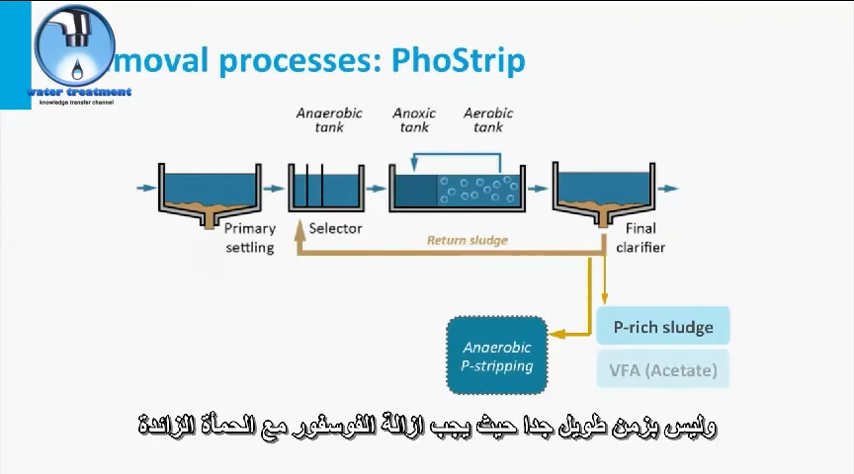 moval processes: PhoStrip
water treatment
knowledge transfer channel
Anaerobic
tank
Anoxic
tank
Aerobic
tank
Primary
settling
Selector
Final
clarifier
Return sludge
Anaerobic
P-stripping
P-rich sludge
VFA (Acetate)
وليس بزمن طويل جدا حيث يجب ازالة الفوسفور مع الحمأة الزائدة